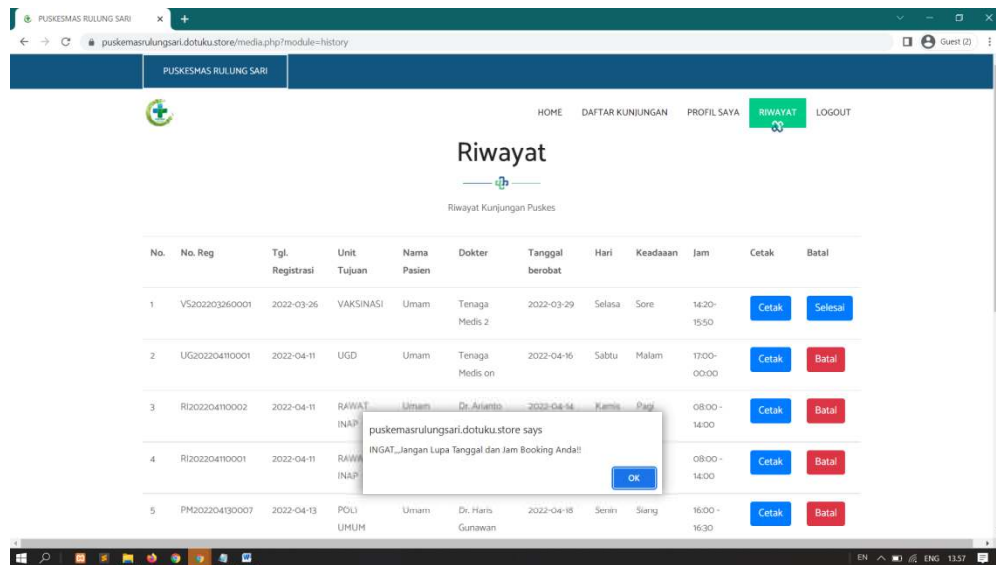 PUSKESMAS RULUNG SARI
puskemasrulungsari.dotuku.store/media.php?module=history
Guest (2)
PUSKESMAS RULUNG SARI
HOME DAFTAR KUNJUNGAN PROFIL SAYA RIWAYAT LOGOUT
Riwayat
Riwayat Kunjungan Puskes
No. No. Reg Tgl. Registrasi Unit Tujuan Nama Pasien Dokter Tanggal berobat Hari Keadaaan Jam Cetak Batal
1 VS202203260001 2022-03-26 VAKSINASI Umam Tenaga Medis 2 2022-03-29 Selasa Sore 14:20-15:50 Cetak Selesai
2 UG202204110001 2022-04-11 UGD Umam Tenaga Medis on 2022-04-16 Sabtu Malam 17:00-00:00 Cetak Batal
3 RI202204110002 2022-04-11 RAWAT INAP Umam Dr. Arianto 2022-04-14 Kamis Pagi 08:00 - 14:00 Cetak Batal
puskemasrulungsari.dotuku.store says
INGAT,,,Jangan Lupa Tanggal dan Jam Booking Anda!!
OK
4 RI202204110001 2022-04-11 INAP 08:00 - 14:00 Cetak Batal
5 PM202204130007 2022-04-13 POLI UMUM Umam Dr. Haris Gunawan 2022-04-18 Senin Siang 16:00 - 16:30 Cetak Batal
EN ENG 13.57